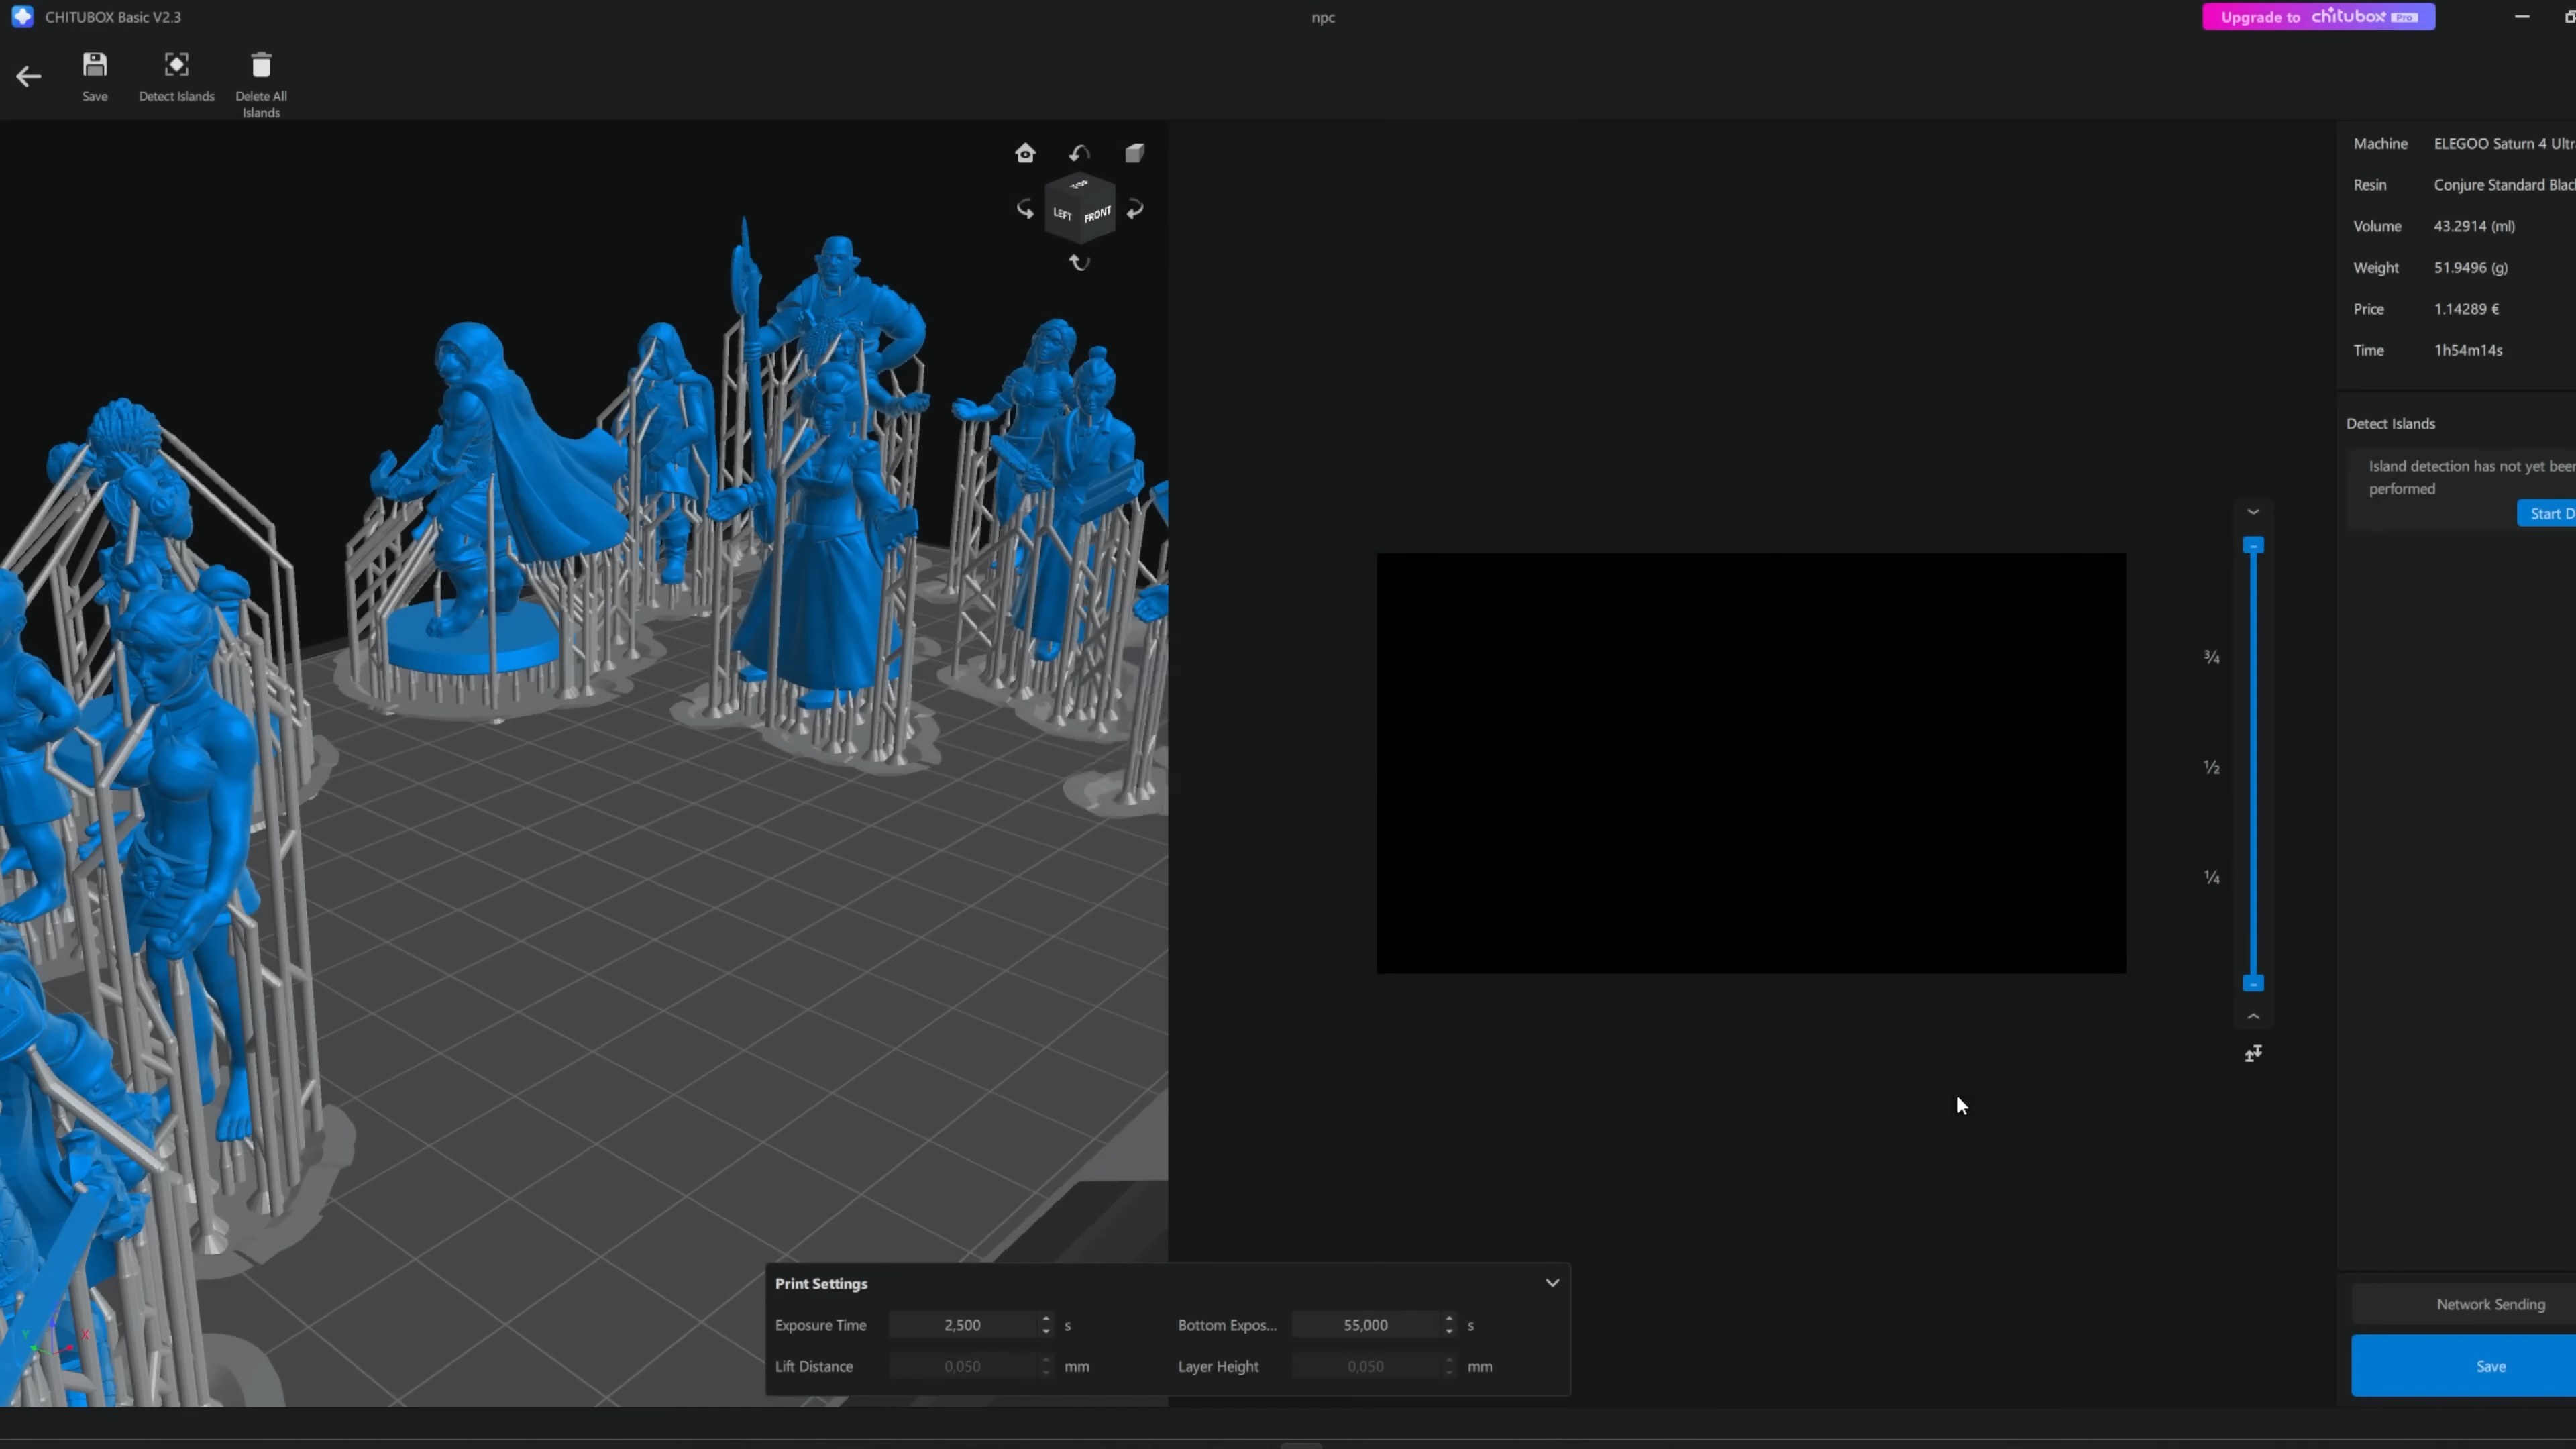 CHITUBOX Basic V2.3
npc
Upgrade to chitubox Pro
Save
Detect Islands
Delete All
Islands
TOP
LEFT
FRONT
Machine
ELEGOO Saturn 4 Ultr
Resin
Conjure Standard Blac
Volume
43.2914 (ml)
Weight
51.9496 (g)
Price
1.14289 €
Time
1h54m14s
Detect Islands
Island detection has not yet been
performed
Start D
¾
½
¼
Print Settings
Exposure Time
2,500
s
Bottom Expos...
55,000
s
Lift Distance
0,050
mm
Layer Height
0,050
mm
Y
X
Network Sending
Save